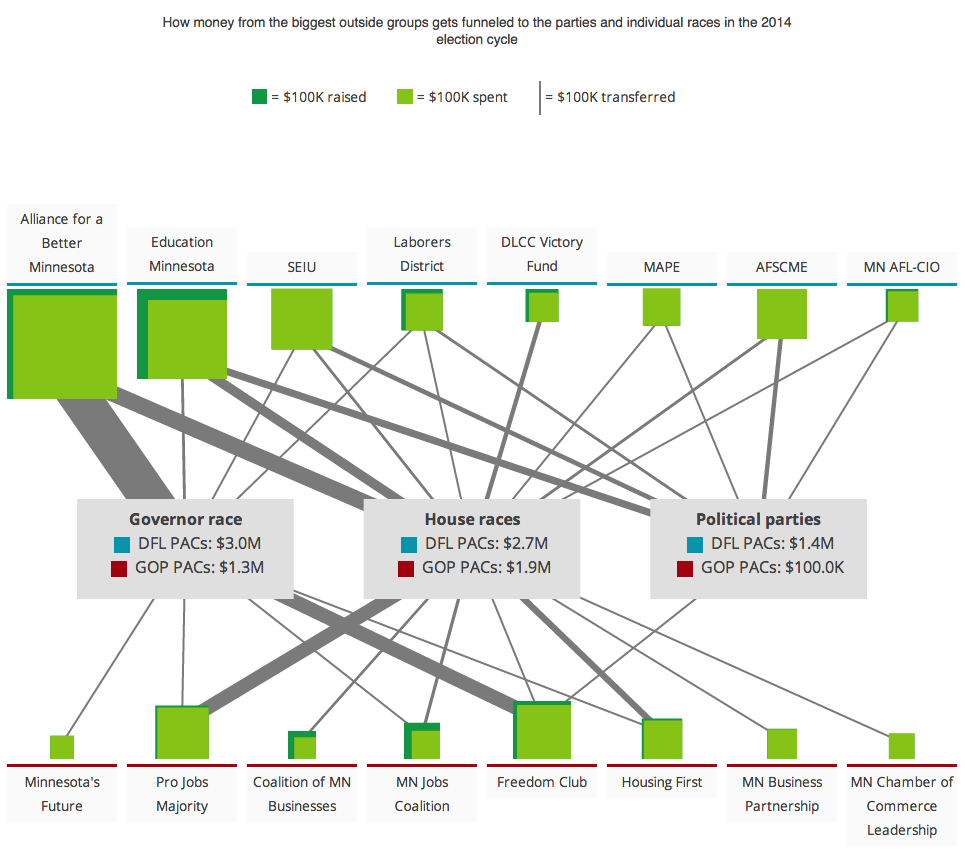 How money from the biggest outside groups gets funneled to the parties and individual races in the 2014
election cycle
= $100K raised
= $100K spent
= $100K transferred
Alliance for a
Better
Minnesota
Education
Minnesota
SEIU
Laborers
District
DLCC Victory
Fund
MAPE
AFSCME
MN AFL-CIO
Governor race
DFL PACs: $3.0M
GOP PACs: $1.3M
House races
DFL PACs: $2.7M
GOP PACs: $1.9M
Political parties
DFL PACs: $1.4M
GOP PACs: $100.0K
Minnesota's
Future
Pro Jobs
Majority
Coalition of MN
Businesses
MN Jobs
Coalition
Freedom Club
Housing First
MN Business
Partnership
MN Chamber of
Commerce
Leadership